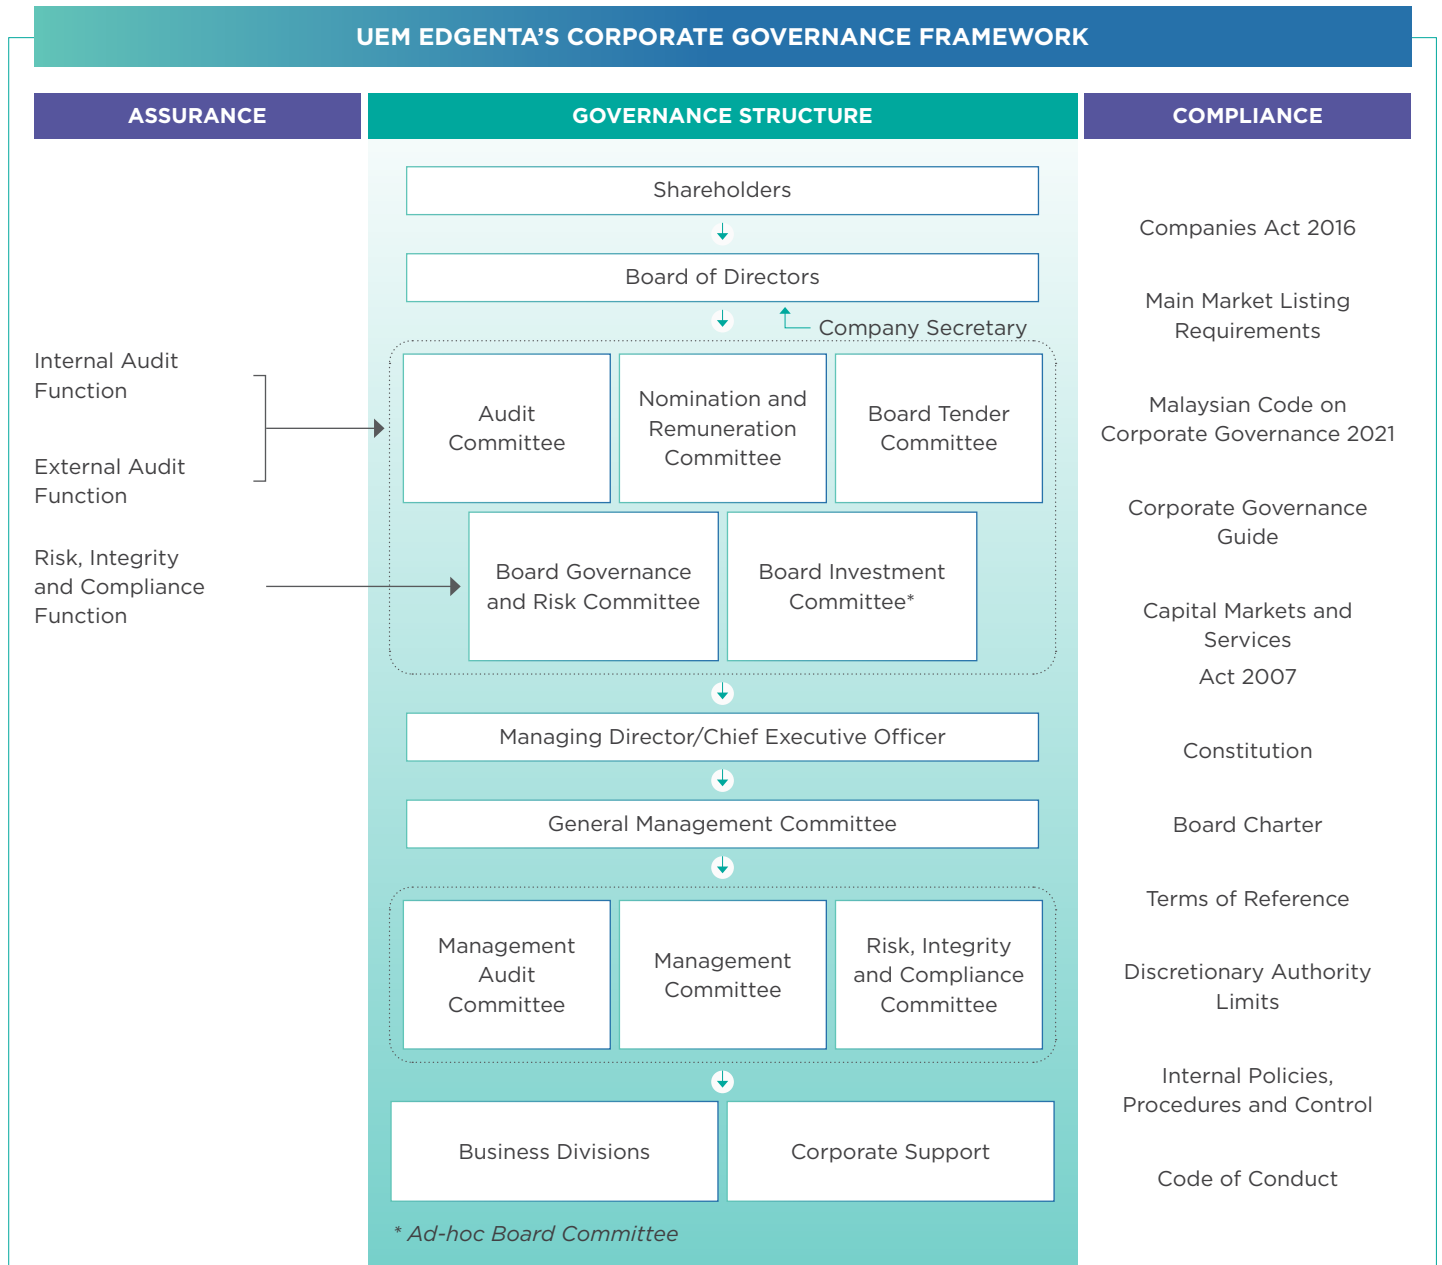 UEM EDGENTA’S CORPORATE GOVERNANCE FRAMEWORK
ASSURANCE
Internal Audit
Function
External Audit
Function
Risk, Integrity
and Compliance
Function
GOVERNANCE STRUCTURE
Shareholders
Board of Directors
Company Secretary
Audit
Committee
Nomination and
Remuneration
Committee
Board Tender
Committee
Board Governance
and Risk Committee
Board Investment
Committee*
Managing Director/Chief Executive Officer
General Management Committee
Management
Audit
Committee
Management
Committee
Risk, Integrity
and Compliance
Committee
Business Divisions
Corporate Support
* Ad-hoc Board Committee
COMPLIANCE
Companies Act 2016
Main Market Listing
Requirements
Malaysian Code on
Corporate Governance 2021
Corporate Governance
Guide
Capital Markets and
Services
Act 2007
Constitution
Board Charter
Terms of Reference
Discretionary Authority
Limits
Internal Policies,
Procedures and Control
Code of Conduct